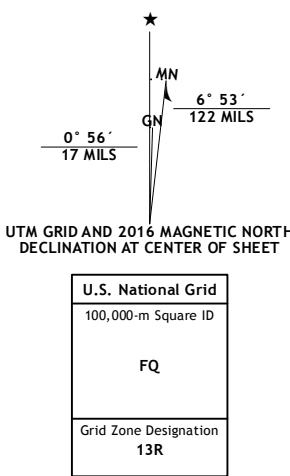 MN
6° 53´
122 MILS
GN
0° 56´
17 MILS
UTM GRID AND 2016 MAGNETIC NORTH
DECLINATION AT CENTER OF SHEET
U.S. National Grid
100,000-m Square ID
FQ
Grid Zone Designation
13R